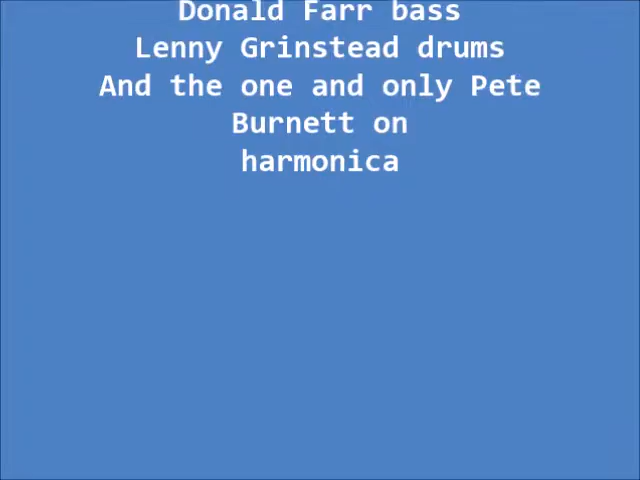 Donald Farr bass
Lenny Grinstead drums
And the one and only Pete
Burnett on
harmonica